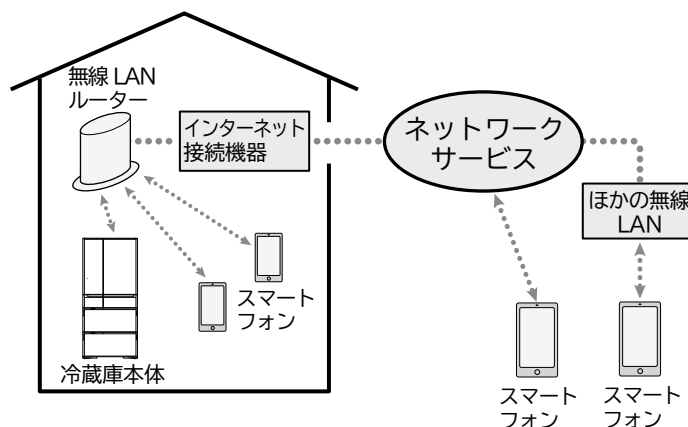 無線 LAN
ルーター
インターネット
接続機器
ネットワーク
サービス
ほかの無線
LAN
スマート
フォン
冷蔵庫本体
スマート
フォン
スマート
フォン